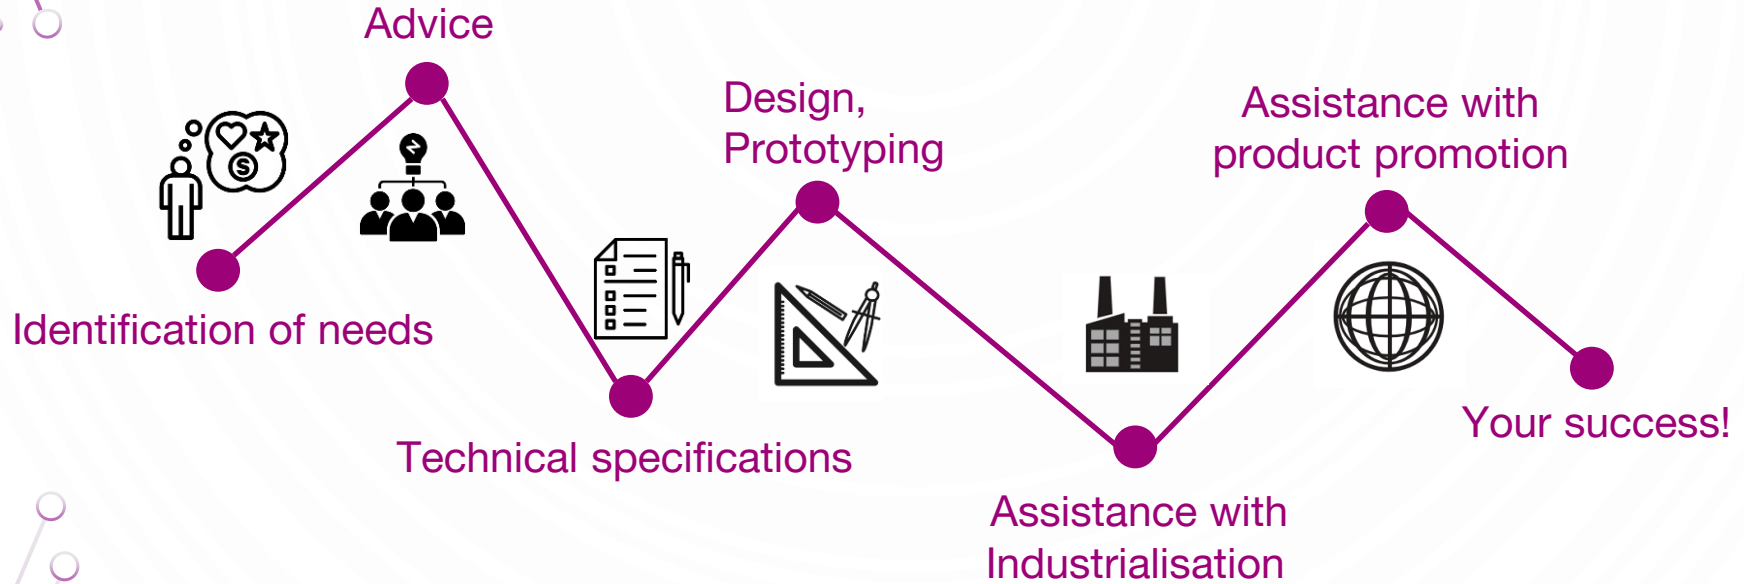 Advice
Identification of needs
Technical specifications
Design,
Prototyping
Assistance with
Industrialisation
Assistance with
product promotion
Your success!